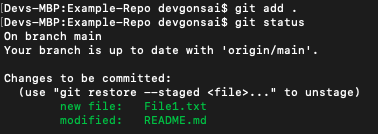 [Devs-MBP:Example-Repo devgonsai$ git add .
[Devs-MBP:Example-Repo devgonsai$ git status
On branch main
Your branch is up to date with 'origin/main'.
Changes to be committed:
  (use "git restore --staged <file>..." to unstage)
        new file:   File1.txt
        modified:   README.md